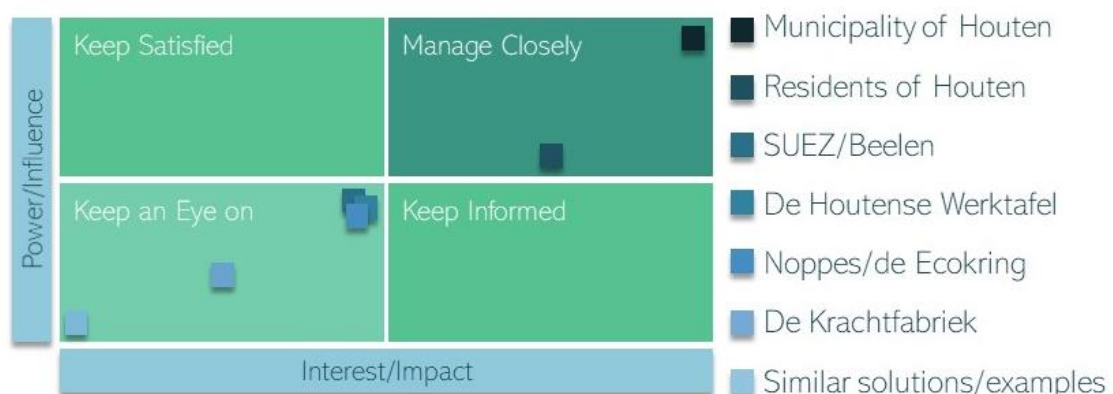 Keep Satisfied
Manage Closely
Keep an Eye on
Keep Informed
Power/Influence
Interest/Impact
Municipality of Houten
Residents of Houten
SUEZ/Beelen
De Houtense Werktafel
Noppes/de Ecokring
De Krachtfabriek
Similar solutions/examples